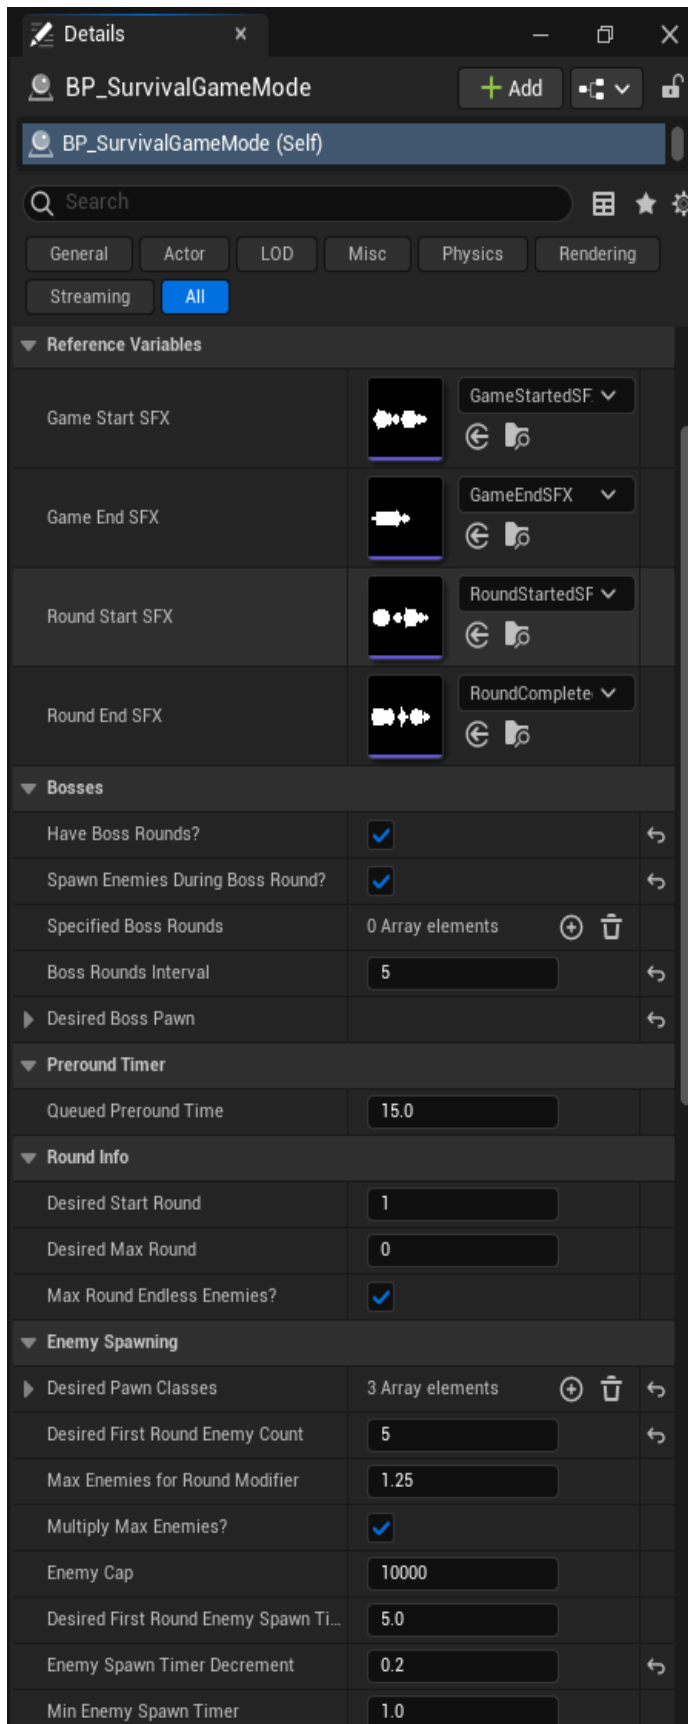 Details
BP_SurvivalGameMode
Add
BP_SurvivalGameMode (Self)
Search
General Actor LOD Misc Physics Rendering
Streaming All
Reference Variables
Game Start SFX GameStartedSF
Game End SFX GameEndSFX
Round Start SFX RoundStartedSF
Round End SFX RoundComplete
Bosses
Have Boss Rounds?
Spawn Enemies During Boss Round?
Specified Boss Rounds 0 Array elements
Boss Rounds Interval 5
Desired Boss Pawn
Preround Timer
Queued Preround Time 15.0
Round Info
Desired Start Round 1
Desired Max Round 0
Max Round Endless Enemies?
Enemy Spawning
Desired Pawn Classes 3 Array elements
Desired First Round Enemy Count 5
Max Enemies for Round Modifier 1.25
Multiply Max Enemies?
Enemy Cap 10000
Desired First Round Enemy Spawn Ti... 5.0
Enemy Spawn Timer Decrement 0.2
Min Enemy Spawn Timer 1.0